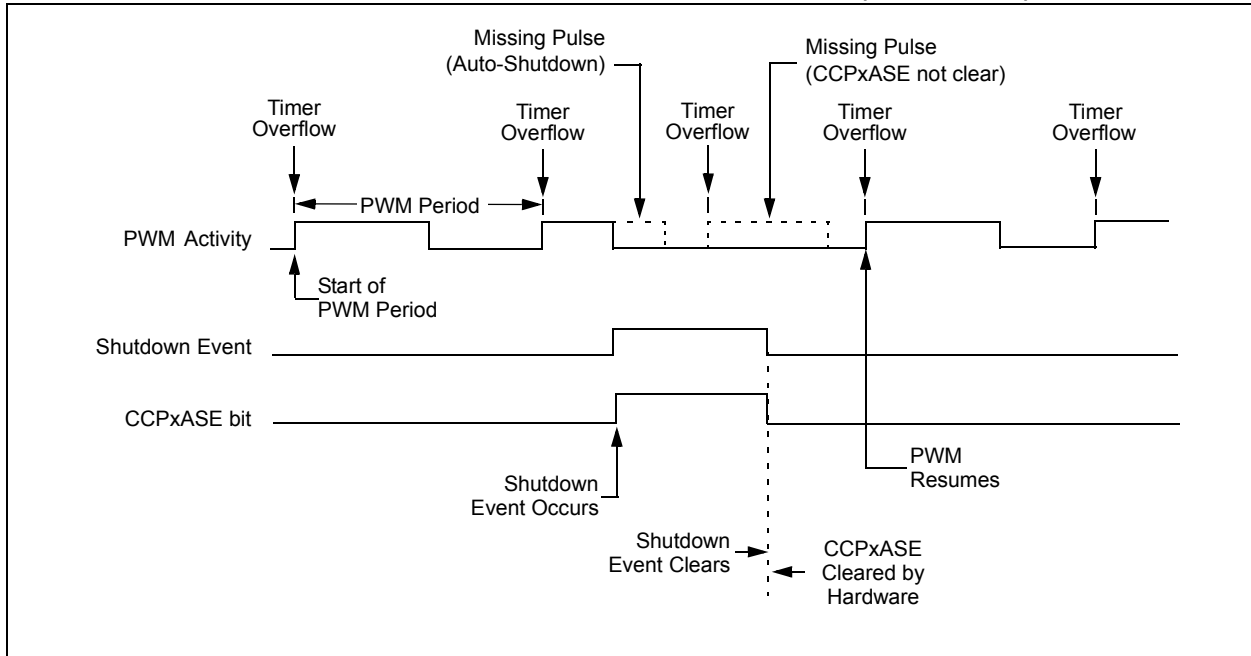 Missing Pulse
(Auto-Shutdown)
Missing Pulse
(CCPxASE not clear)
Timer
Overflow
Timer
Overflow
Timer
Overflow
Timer
Overflow
Timer
Overflow
PWM Period
PWM Activity
Start of
PWM Period
Shutdown Event
CCPxASE bit
Shutdown
Event Occurs
PWM
Resumes
Shutdown
Event Clears
CCPxASE
Cleared by
Hardware